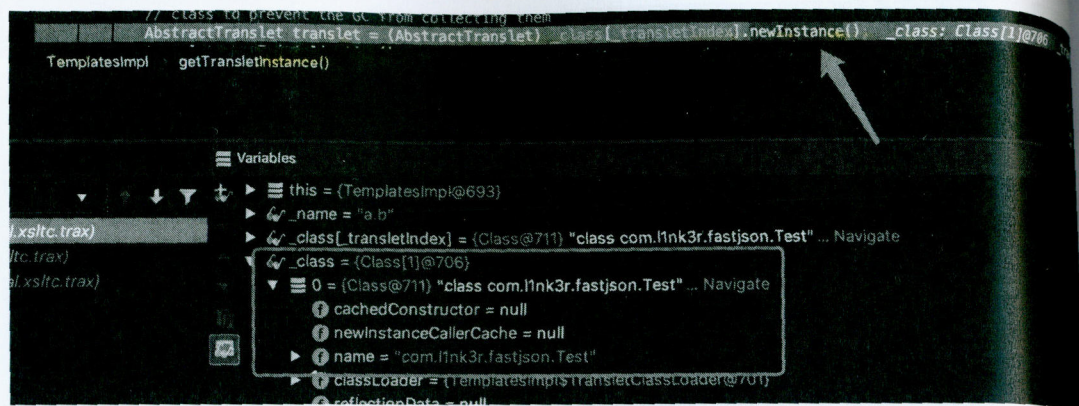 // class to prevent the GC from collecting them
AbstractTranslet translet = (AbstractTranslet) _class[_transletIndex].newInstance(); _class: Class[1]@706
TemplatesImpl getTransletInstance()
Variables
this = {TemplatesImpl@693}
_name = "a.b"
l.xsltc.trax)
_class[_transletIndex] = {Class@711} "class com.l1nk3r.fastjson.Test" ... Navigate
ltc.trax)
_class = {Class[1]@706}
al.xsltc.trax)
0 = {Class@711} "class com.l1nk3r.fastjson.Test" ... Navigate
cachedConstructor = null
newInstanceCallerCache = null
name = "com.l1nk3r.fastjson.Test"
classLoader = {TemplatesImpl$TransletClassLoader@701}
reflectionData = null